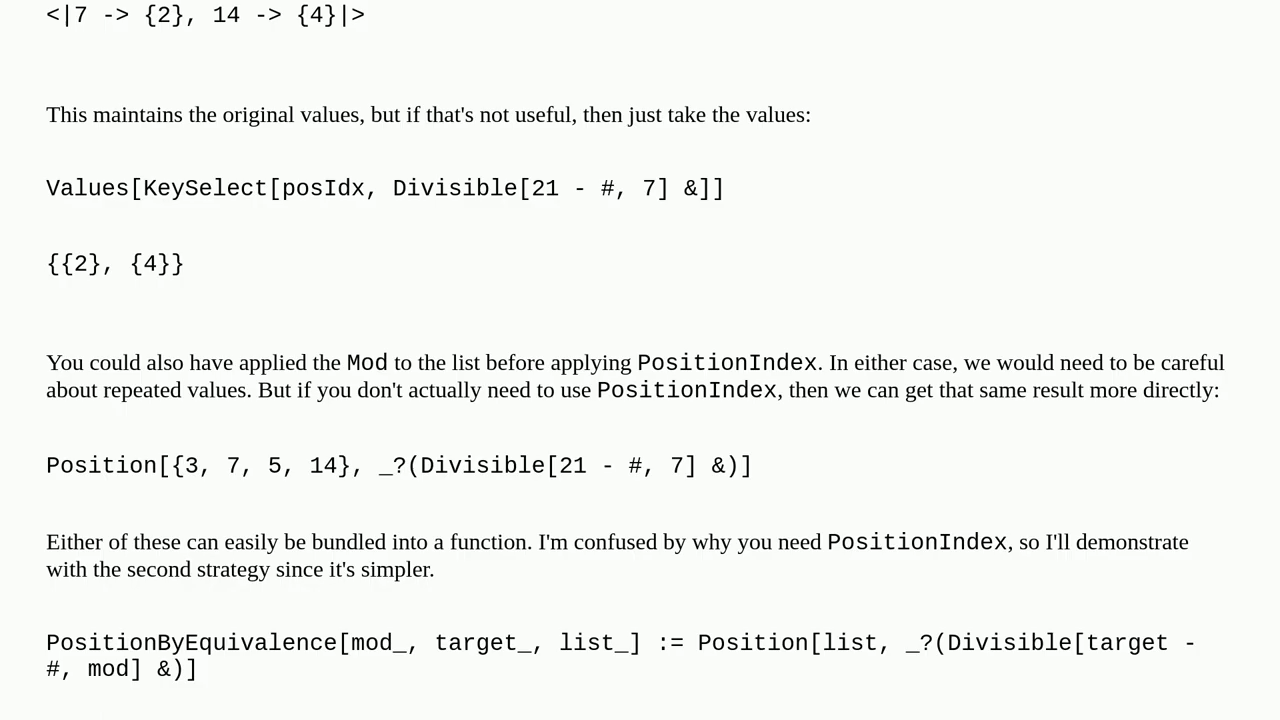 <|7 -> {2}, 14 -> {4}|>
This maintains the original values, but if that's not useful, then just take the values:
Values[KeySelect[posIdx, Divisible[21 - #, 7] &]]
{{2}, {4}}
You could also have applied the Mod to the list before applying PositionIndex. In either case, we would need to be careful
about repeated values. But if you don't actually need to use PositionIndex, then we can get that same result more directly:
Position[{3, 7, 5, 14}, _?(Divisible[21 - #, 7] &)]
Either of these can easily be bundled into a function. I'm confused by why you need PositionIndex, so I'll demonstrate
with the second strategy since it's simpler.
PositionByEquivalence[mod_, target_, list_] := Position[list, _?(Divisible[target -
#, mod] &)]